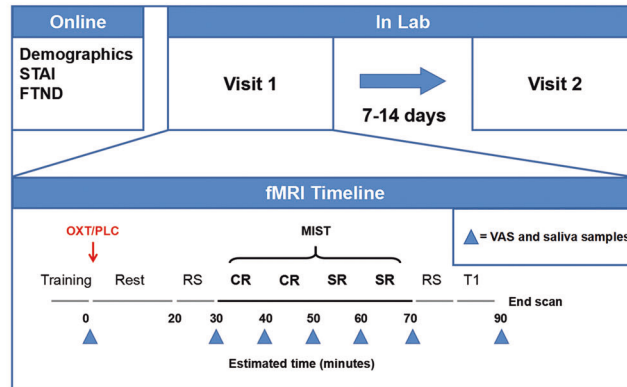 Online
In Lab
Demographics
STAI
FTND
Visit 1
7-14 days
Visit 2
fMRI Timeline
OXT/PLC
MIST
= VAS and saliva samples
Training Rest RS CR CR SR SR RS T1
End scan
0 20 30 40 50 60 70 90
Estimated time (minutes)